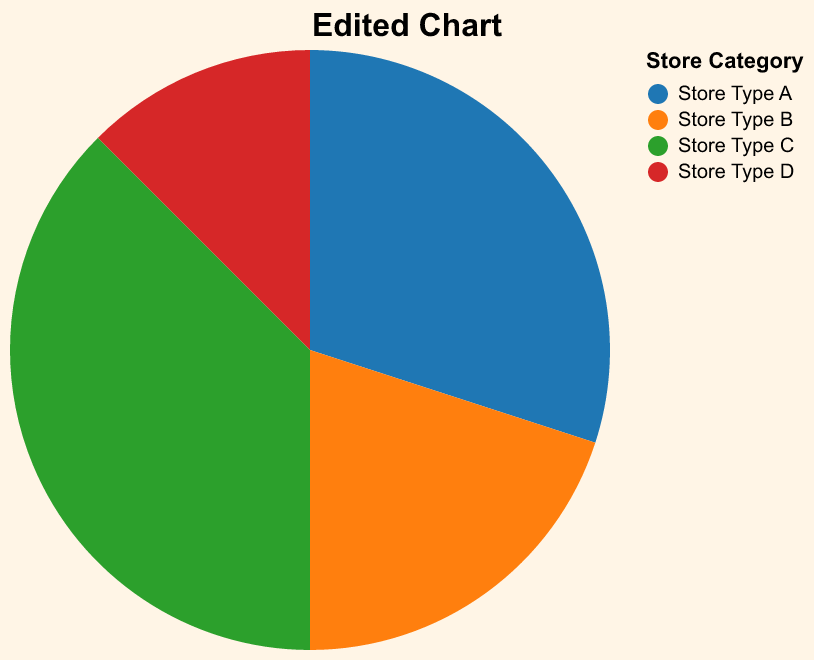 Edited Chart
Store Category
Store Type A
Store Type B
Store Type C
Store Type D